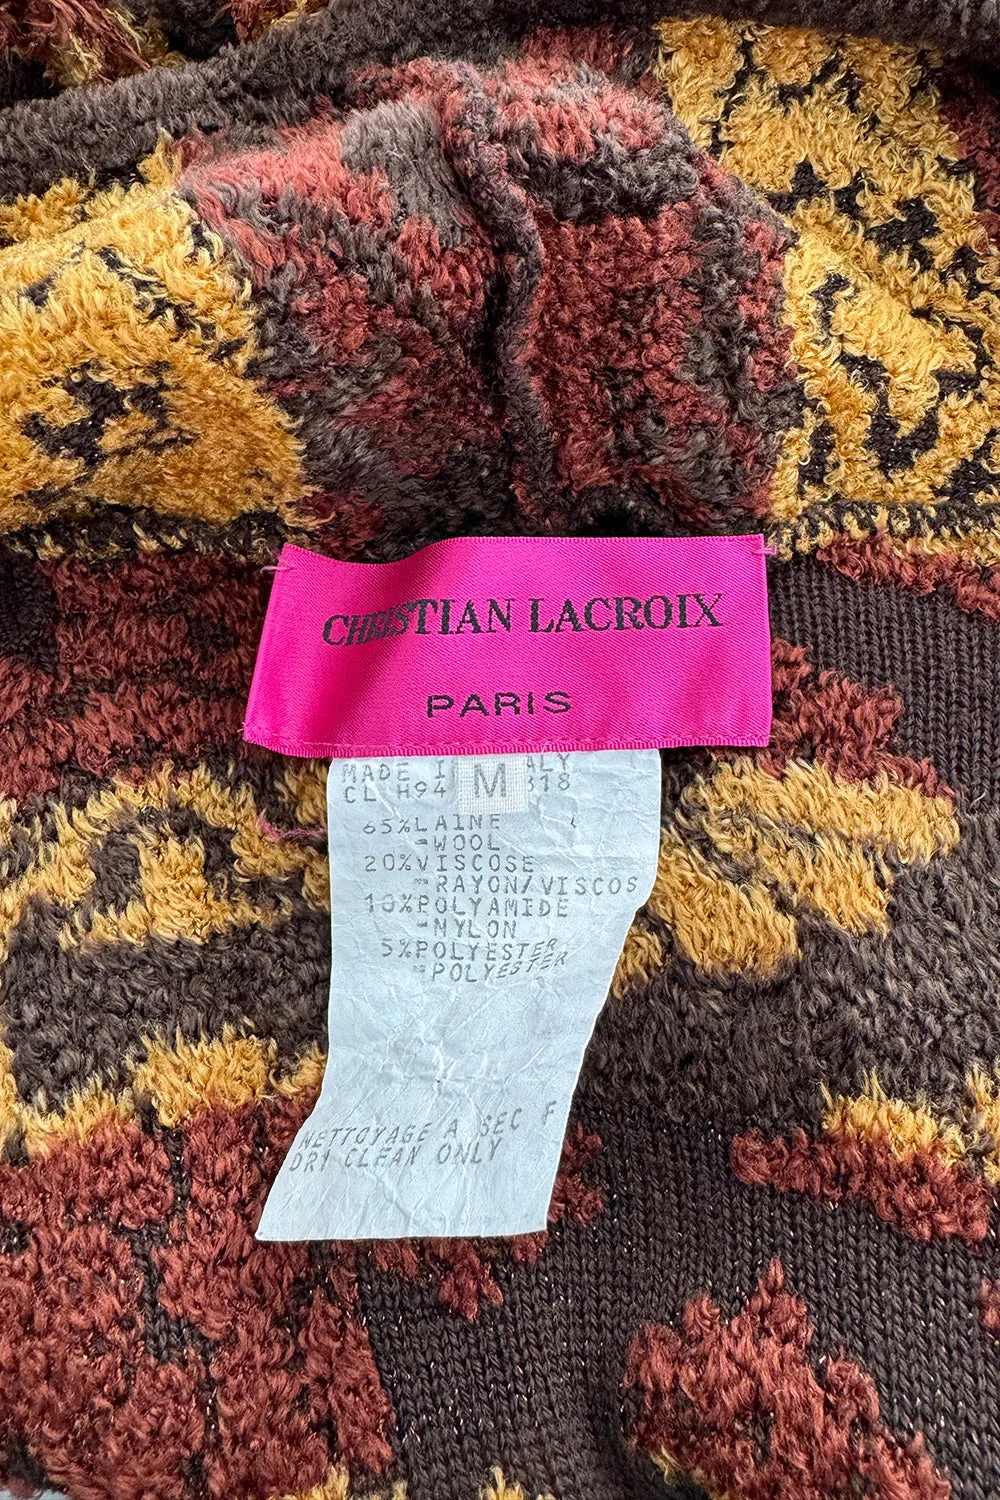 CHRISTIAN LACROIX
PARIS
MADE I ALY
M
CL H94 318
65%LAINE
-WOOL
20%VISCOSE
-RAYON/VISCOS
10%POLYAMIDE
-NYLON
5%POLYESTER
-POLYESTER
NETTOYAGE A SEC F
DRY CLEAN ONLY